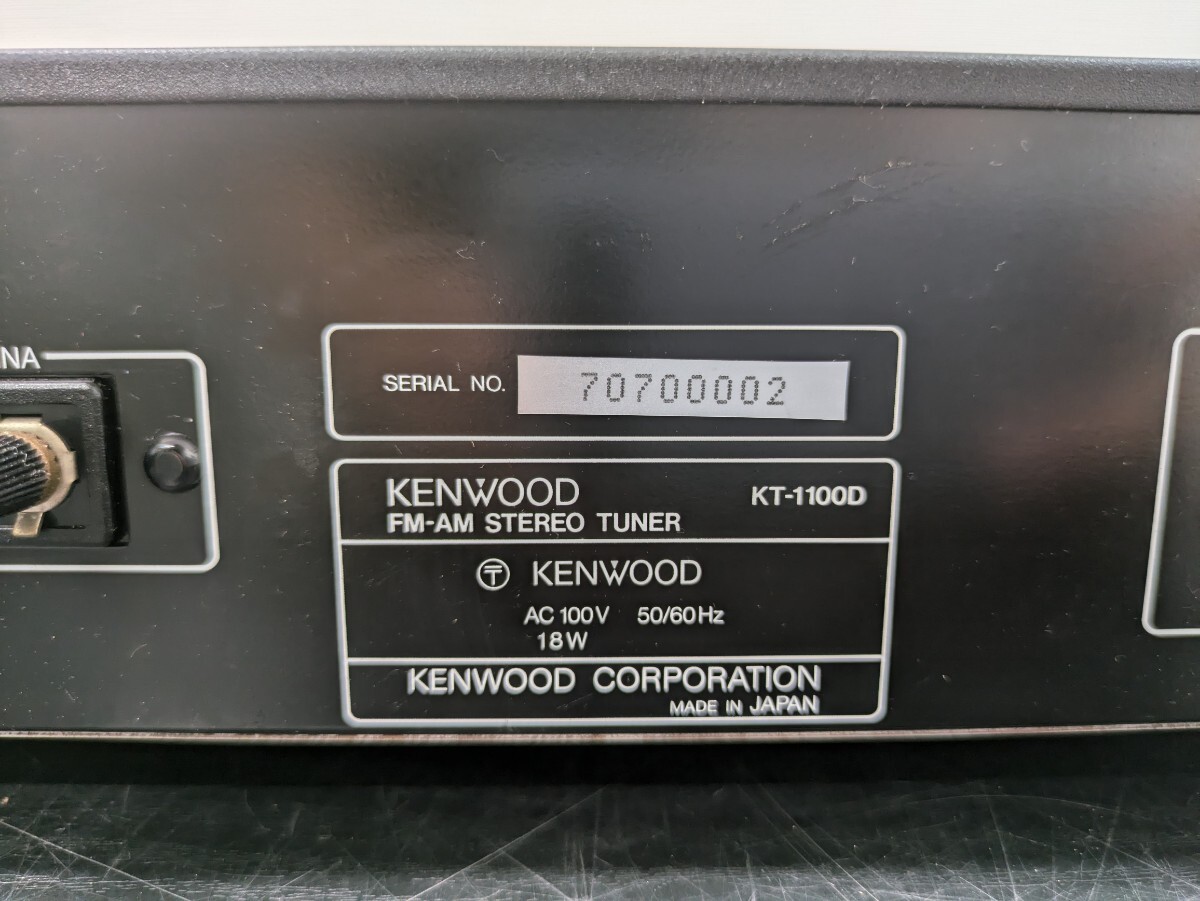 NA
SERIAL NO. 70700002
KENWOOD KT-1100D
FM-AM STEREO TUNER
〒 KENWOOD
AC 100V 50/60Hz
18W
KENWOOD CORPORATION
MADE IN JAPAN